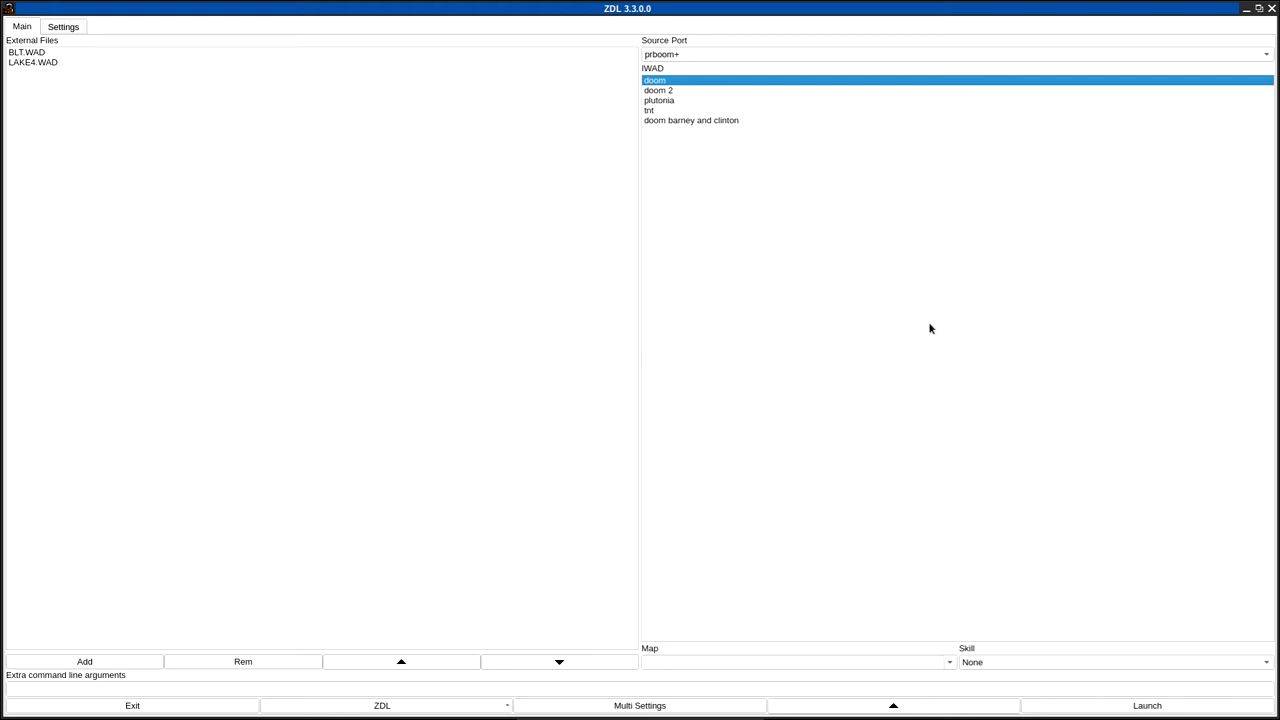 ZDL 3.3.0.0
Main
Settings
External Files
BLT.WAD
LAKE4.WAD
Source Port
prboom+
IWAD
doom
doom 2
plutonia
tnt
doom barney and clinton
Add
Rem
Map
Skill
None
Extra command line arguments
Exit
ZDL
Multi Settings
Launch